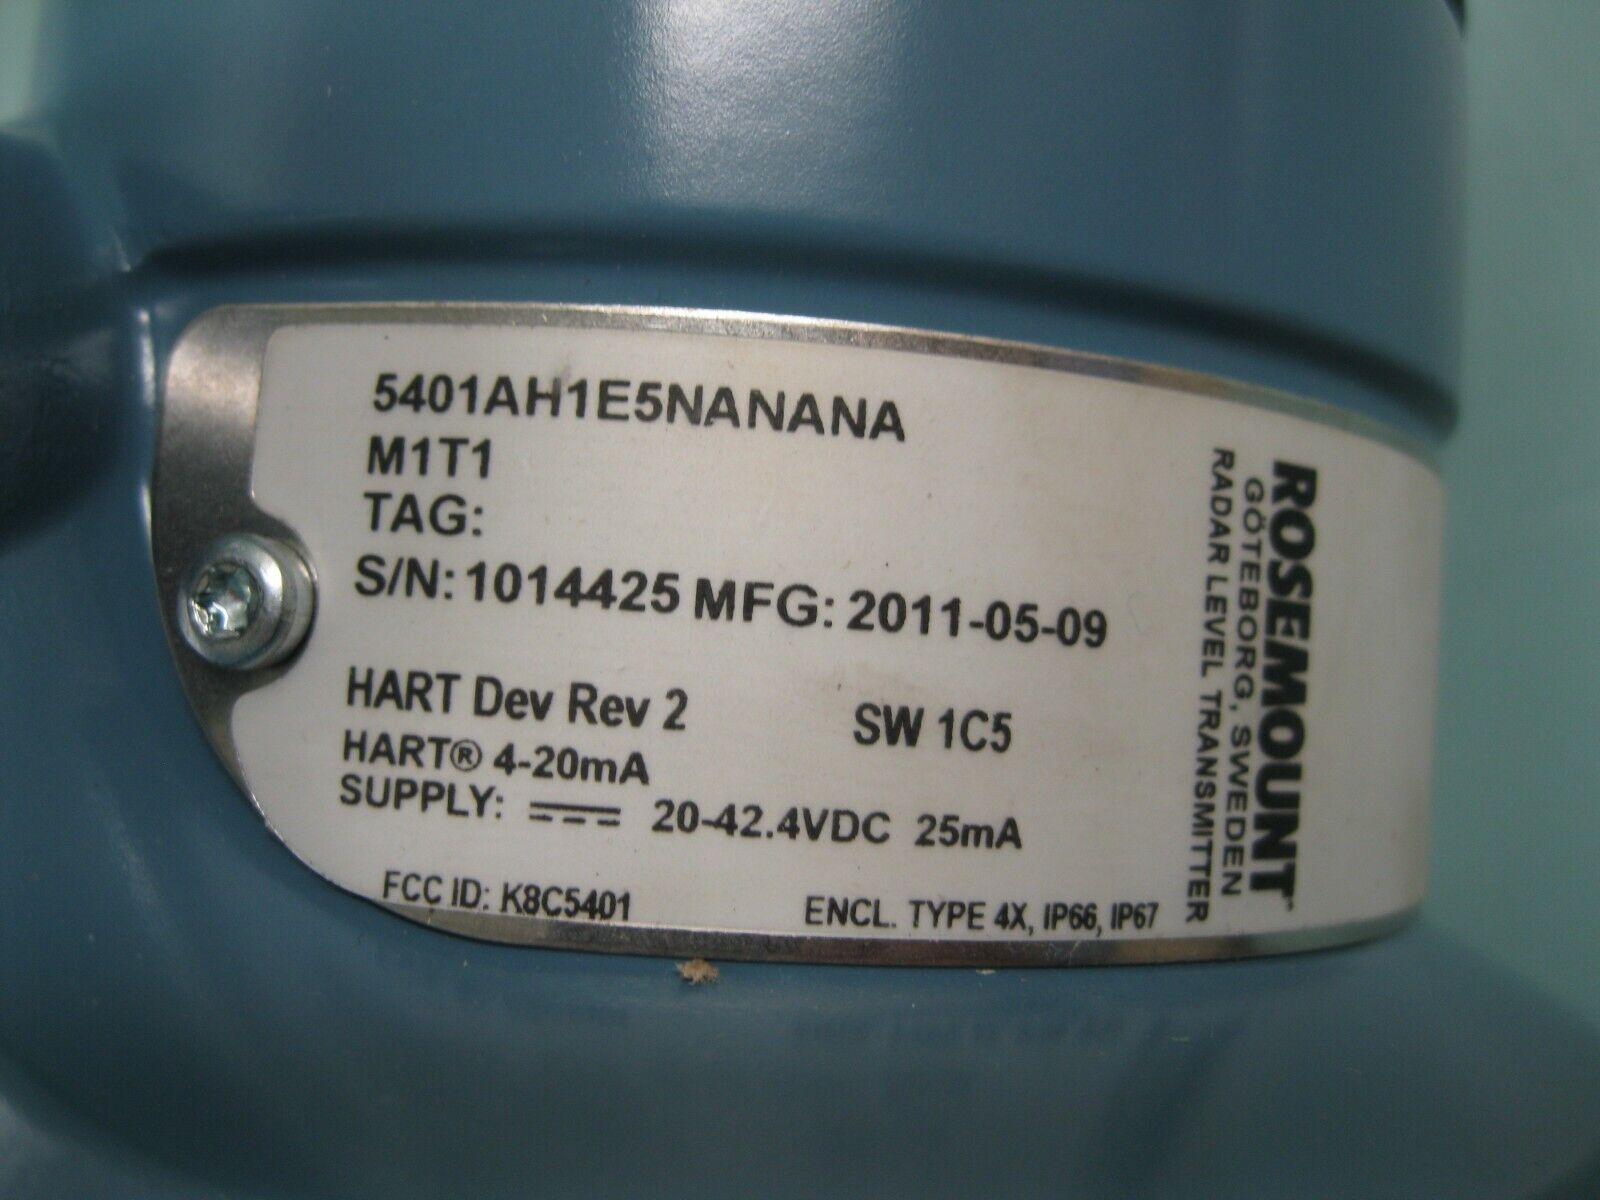 5401AH1E5NANANA
M1T1
TAG:
S/N: 1014425 MFG: 2011-05-09
HART Dev Rev 2 SW 1C5
HART® 4-20mA
SUPPLY: 20-42.4VDC 25mA
FCC ID: K8C5401 ENCL. TYPE 4X, IP66, IP67
ROSEMOUNT
GÖTEBORG, SWEDEN
RADAR LEVEL TRANSMITTER